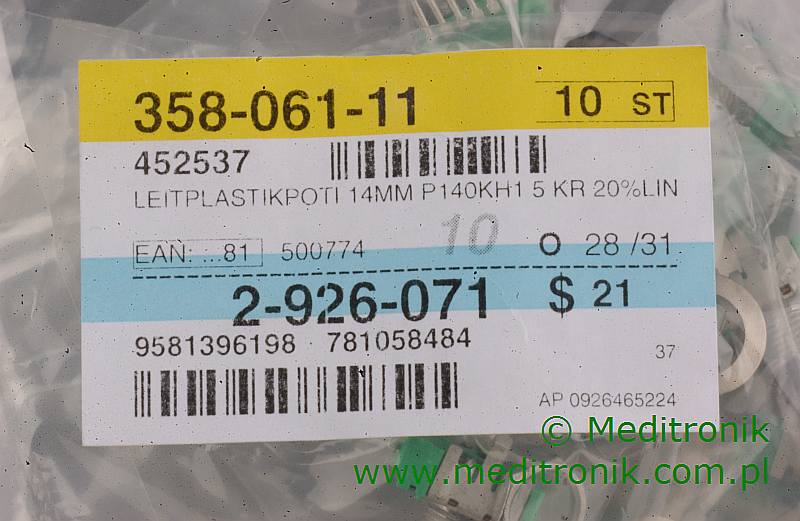 358-061-11 10 ST
452537
LEITPLASTIKPOTI 14MM P140KH1 5 KR 20%LIN
10
EAN: ...81 500774 O 28 /31
2-926-071 $ 21
9581396198 781058484
37
AP 0926465224
© Meditronik
www.meditronik.com.pl